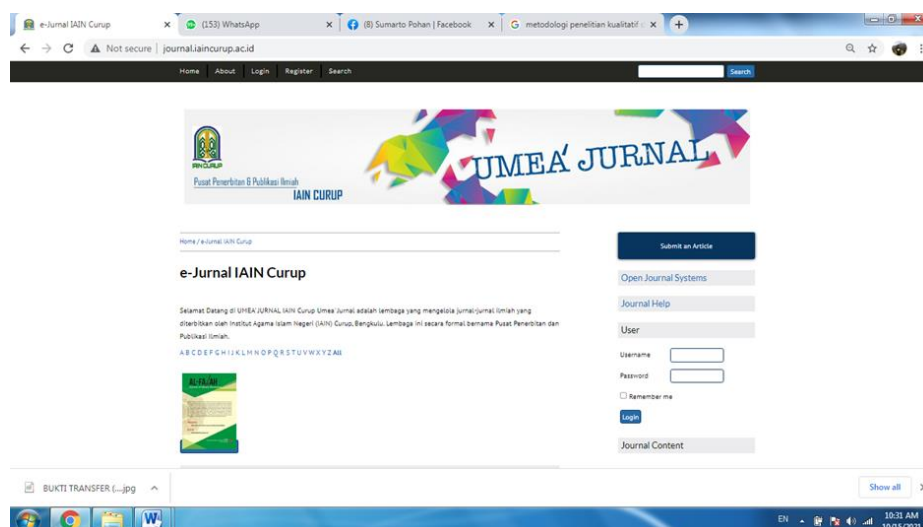 e-Jurnal IAIN Curup
(153) WhatsApp
(8) Sumarto Pohan | Facebook
metodologi penelitian kualitatif
Not secure | journal.iaincurup.ac.id
Home About Login Register Search
Search
IAIN CURUP
Pusat Penerbitan & Publikasi Ilmiah
IAIN CURUP
UMEA' JURNAL
Home / e-Jurnal IAIN Curup
e-Jurnal IAIN Curup
Selamat Datang di UMEA' JURNAL IAIN Curup Umea 'Jurnal adalah lembaga yang mengelola jurnal-jurnal ilmiah yang
diterbitkan oleh Institut Agama Islam Negeri (IAIN) Curup, Bengkulu. Lembaga ini secara formal bernama Pusat Penerbitan dan
Publikasi Ilmiah.
A B C D E F G H I J K L M N O P Q R S T U V W X Y Z All
Submit an Article
Open Journal Systems
Journal Help
User
Username
Password
Remember me
Login
Journal Content
BUKTI TRANSFER (....jpg
Show all
EN
10:31 AM